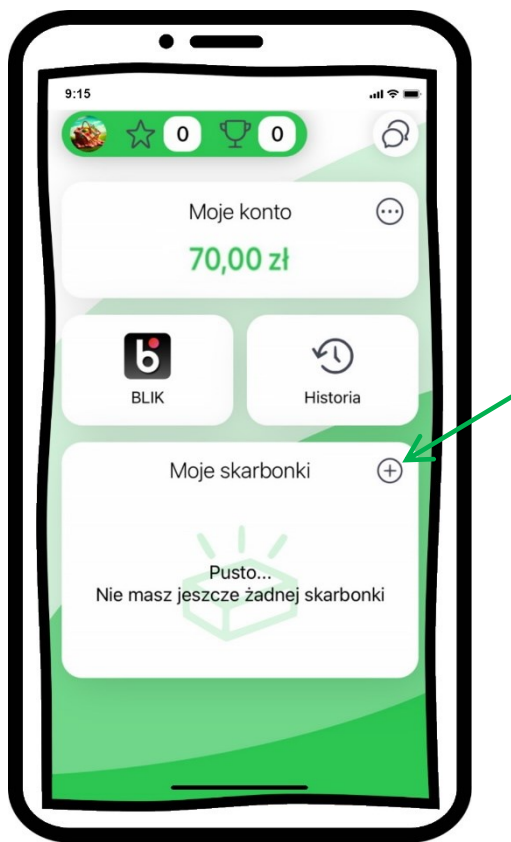 9:15
0 0
Moje konto
70,00 zł
BLIK Historia
Moje skarbonki
Pusto...
Nie masz jeszcze żadnej skarbonki